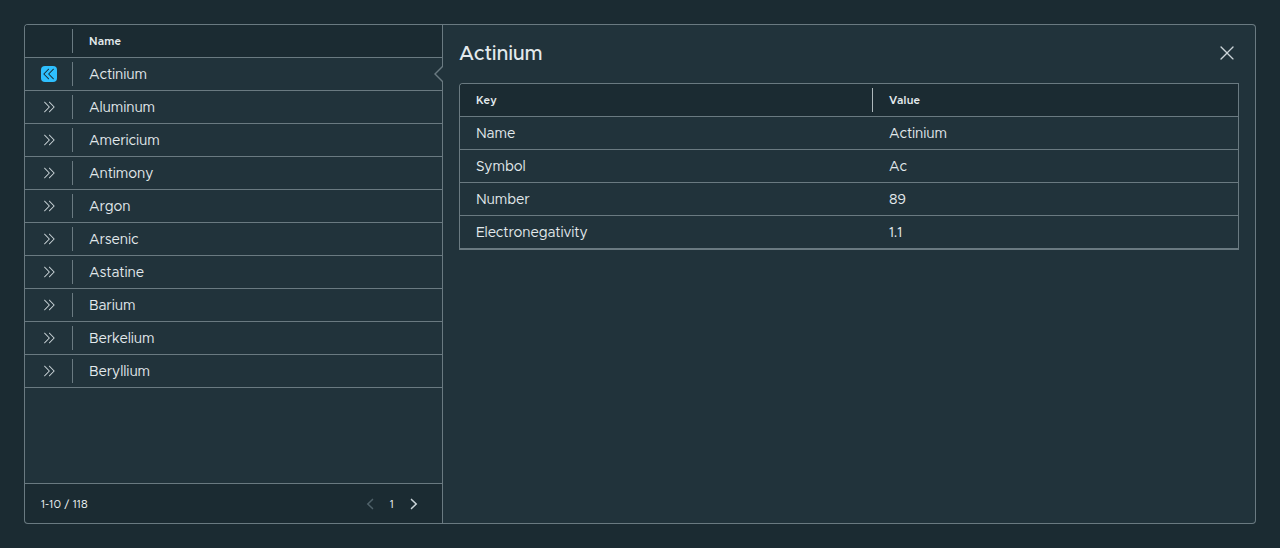 Name
Actinium
Aluminum
Americium
Antimony
Argon
Arsenic
Astatine
Barium
Berkelium
Beryllium
1-10 / 118
1
Actinium
Key Value
Name Actinium
Symbol Ac
Number 89
Electronegativity 1.1